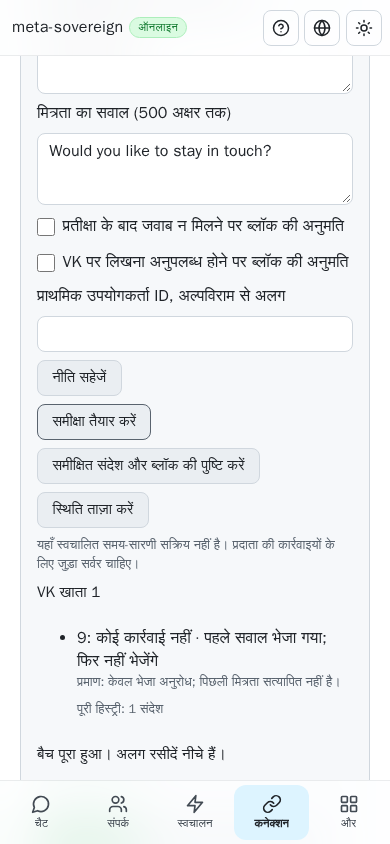 meta-sovereign ऑनलाइन
मित्रता का सवाल (500 अक्षर तक)
Would you like to stay in touch?
प्रतीक्षा के बाद जवाब न मिलने पर ब्लॉक की अनुमति
VK पर लिखना अनुपलब्ध होने पर ब्लॉक की अनुमति
प्राथमिक उपयोगकर्ता ID, अल्पविराम से अलग
नीति सहेजें
समीक्षा तैयार करें
समीक्षित संदेश और ब्लॉक की पुष्टि करें
स्थिति ताज़ा करें
यहाँ स्वचालित समय-सारणी सक्रिय नहीं है। प्रदाता की कार्रवाइयों के
लिए जुड़ा सर्वर चाहिए।
VK खाता 1
9: कोई कार्रवाई नहीं · पहले सवाल भेजा गया;
फिर नहीं भेजेंगे
प्रमाण: केवल भेजा अनुरोध; पिछली मित्रता सत्यापित नहीं है।
पूरी हिस्ट्री: 1 संदेश
बैच पूरा हुआ। अलग रसीदें नीचे हैं।
चैट संपर्क स्वचालन कनेक्शन और